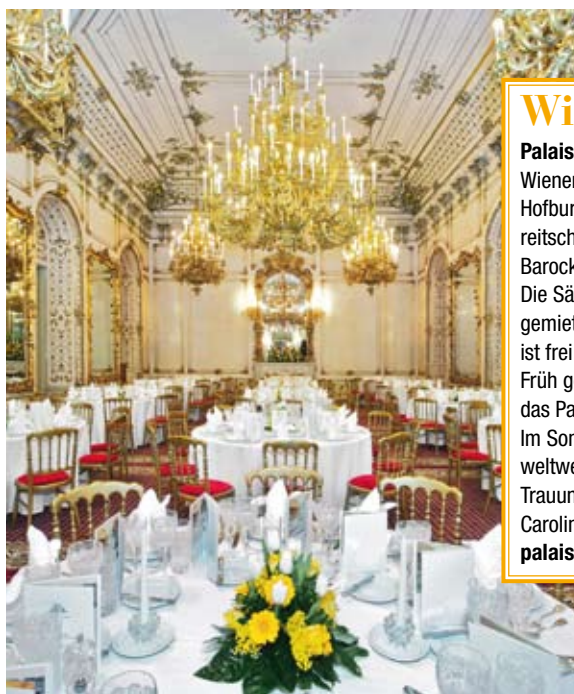 Wi
Palais
Wiener
Hofbur
reitsch
Barock
Die Sä
gemiet
ist frei
Früh g
das Pa
Im Som
weltwe
Trauun
Carolin
palais